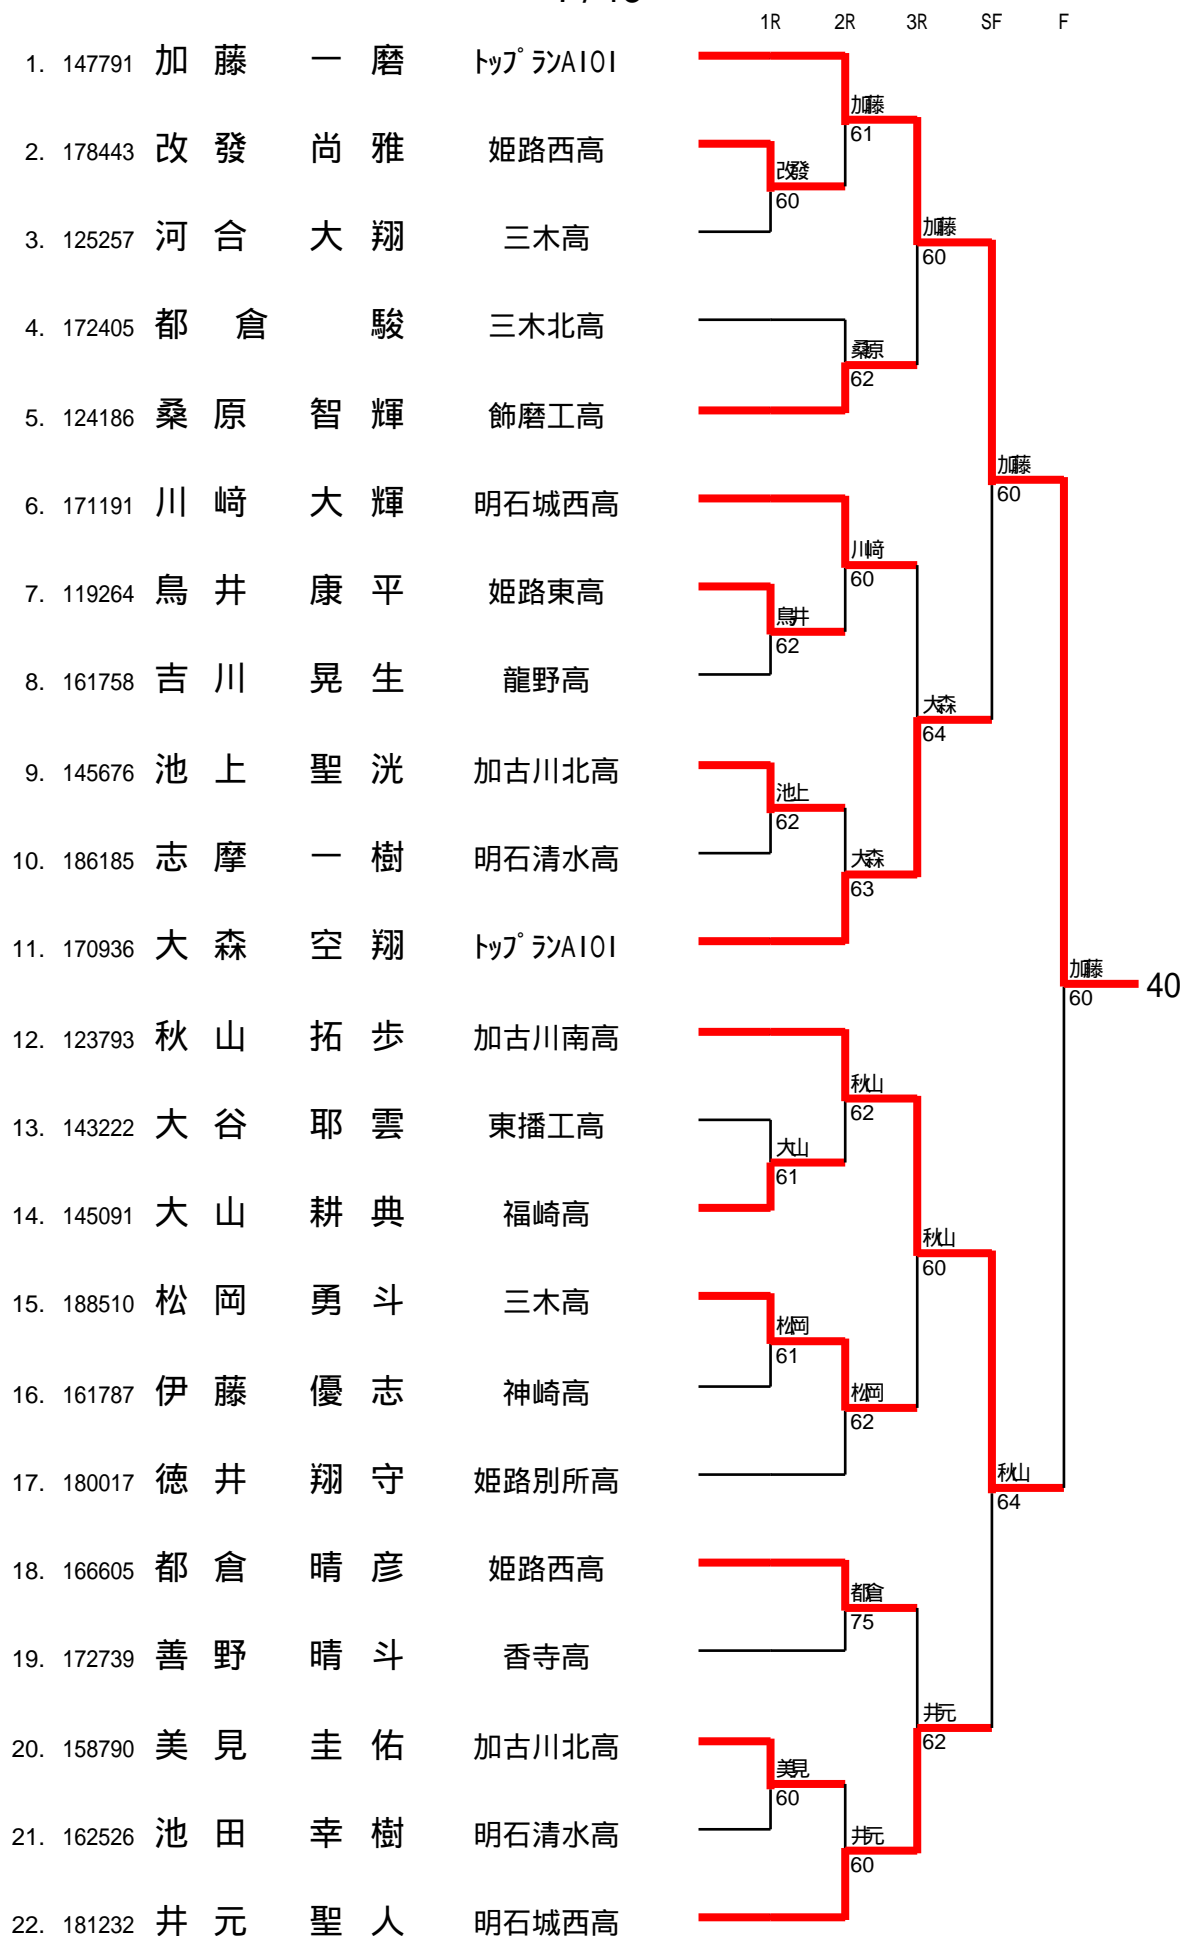 1R 2R 3R SF F
1. 147791 加藤 一磨 トップランAIOI
加藤
61
2. 178443 改發 尚雅 姫路西高
改發
60
3. 125257 河合 大翔 三木高
加藤
60
4. 172405 都倉 駿 三木北高
桑原
62
5. 124186 桑原 智輝 飾磨工高
加藤
60
6. 171191 川﨑 大輝 明石城西高
川﨑
60
7. 119264 鳥井 康平 姫路東高
鳥井
62
8. 161758 吉川 晃生 龍野高
大森
64
9. 145676 池上 聖洸 加古川北高
池上
62
10. 186185 志摩 一樹 明石清水高
大森
63
11. 170936 大森 空翔 トップランAIOI
加藤
60 40
12. 123793 秋山 拓歩 加古川南高
秋山
62
13. 143222 大谷 耶雲 東播工高
大山
61
14. 145091 大山 耕典 福崎高
秋山
60
15. 188510 松岡 勇斗 三木高
松岡
61
16. 161787 伊藤 優志 神崎高
松岡
62
17. 180017 徳井 翔守 姫路別所高
秋山
64
18. 166605 都倉 晴彦 姫路西高
都倉
75
19. 172739 善野 晴斗 香寺高
井元
62
20. 158790 美見 圭佑 加古川北高
美見
60
21. 162526 池田 幸樹 明石清水高
井元
60
22. 181232 井元 聖人 明石城西高